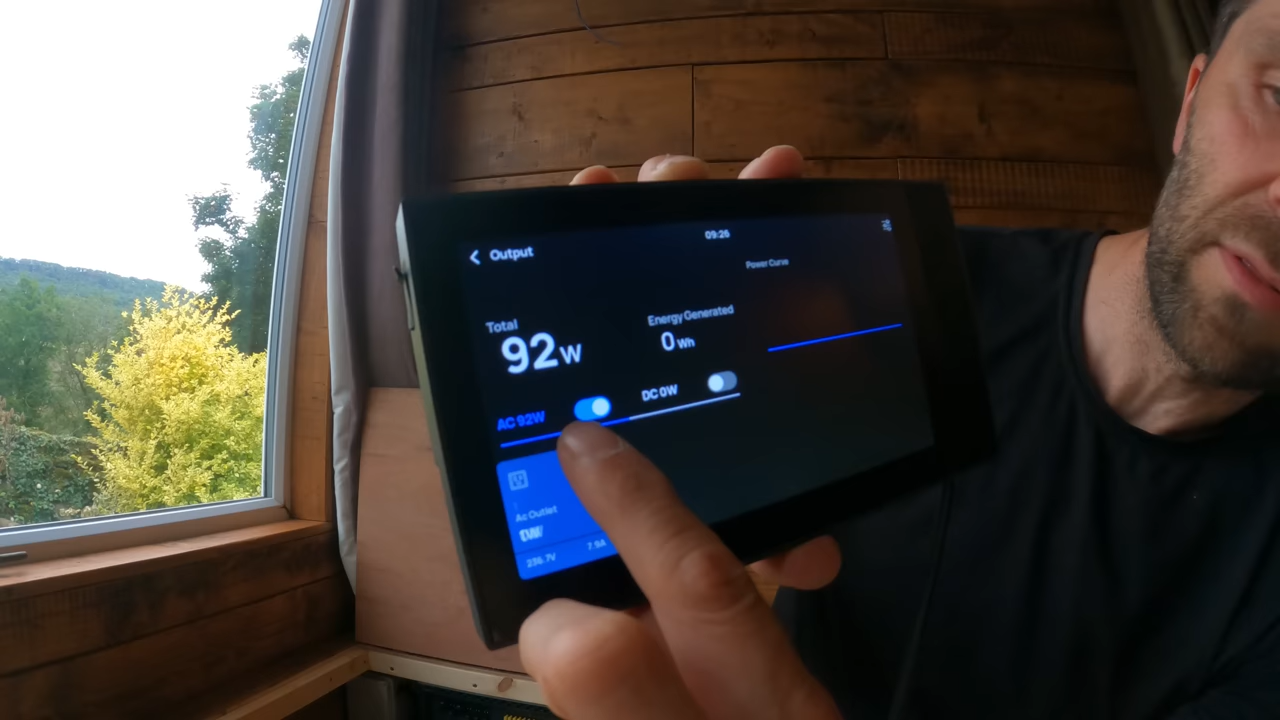 Output
09:26
Power Curve
Total
92W
Energy Generated
0Wh
AC 92W
DC 0W
Ac Outlet
236.7V
7.9A